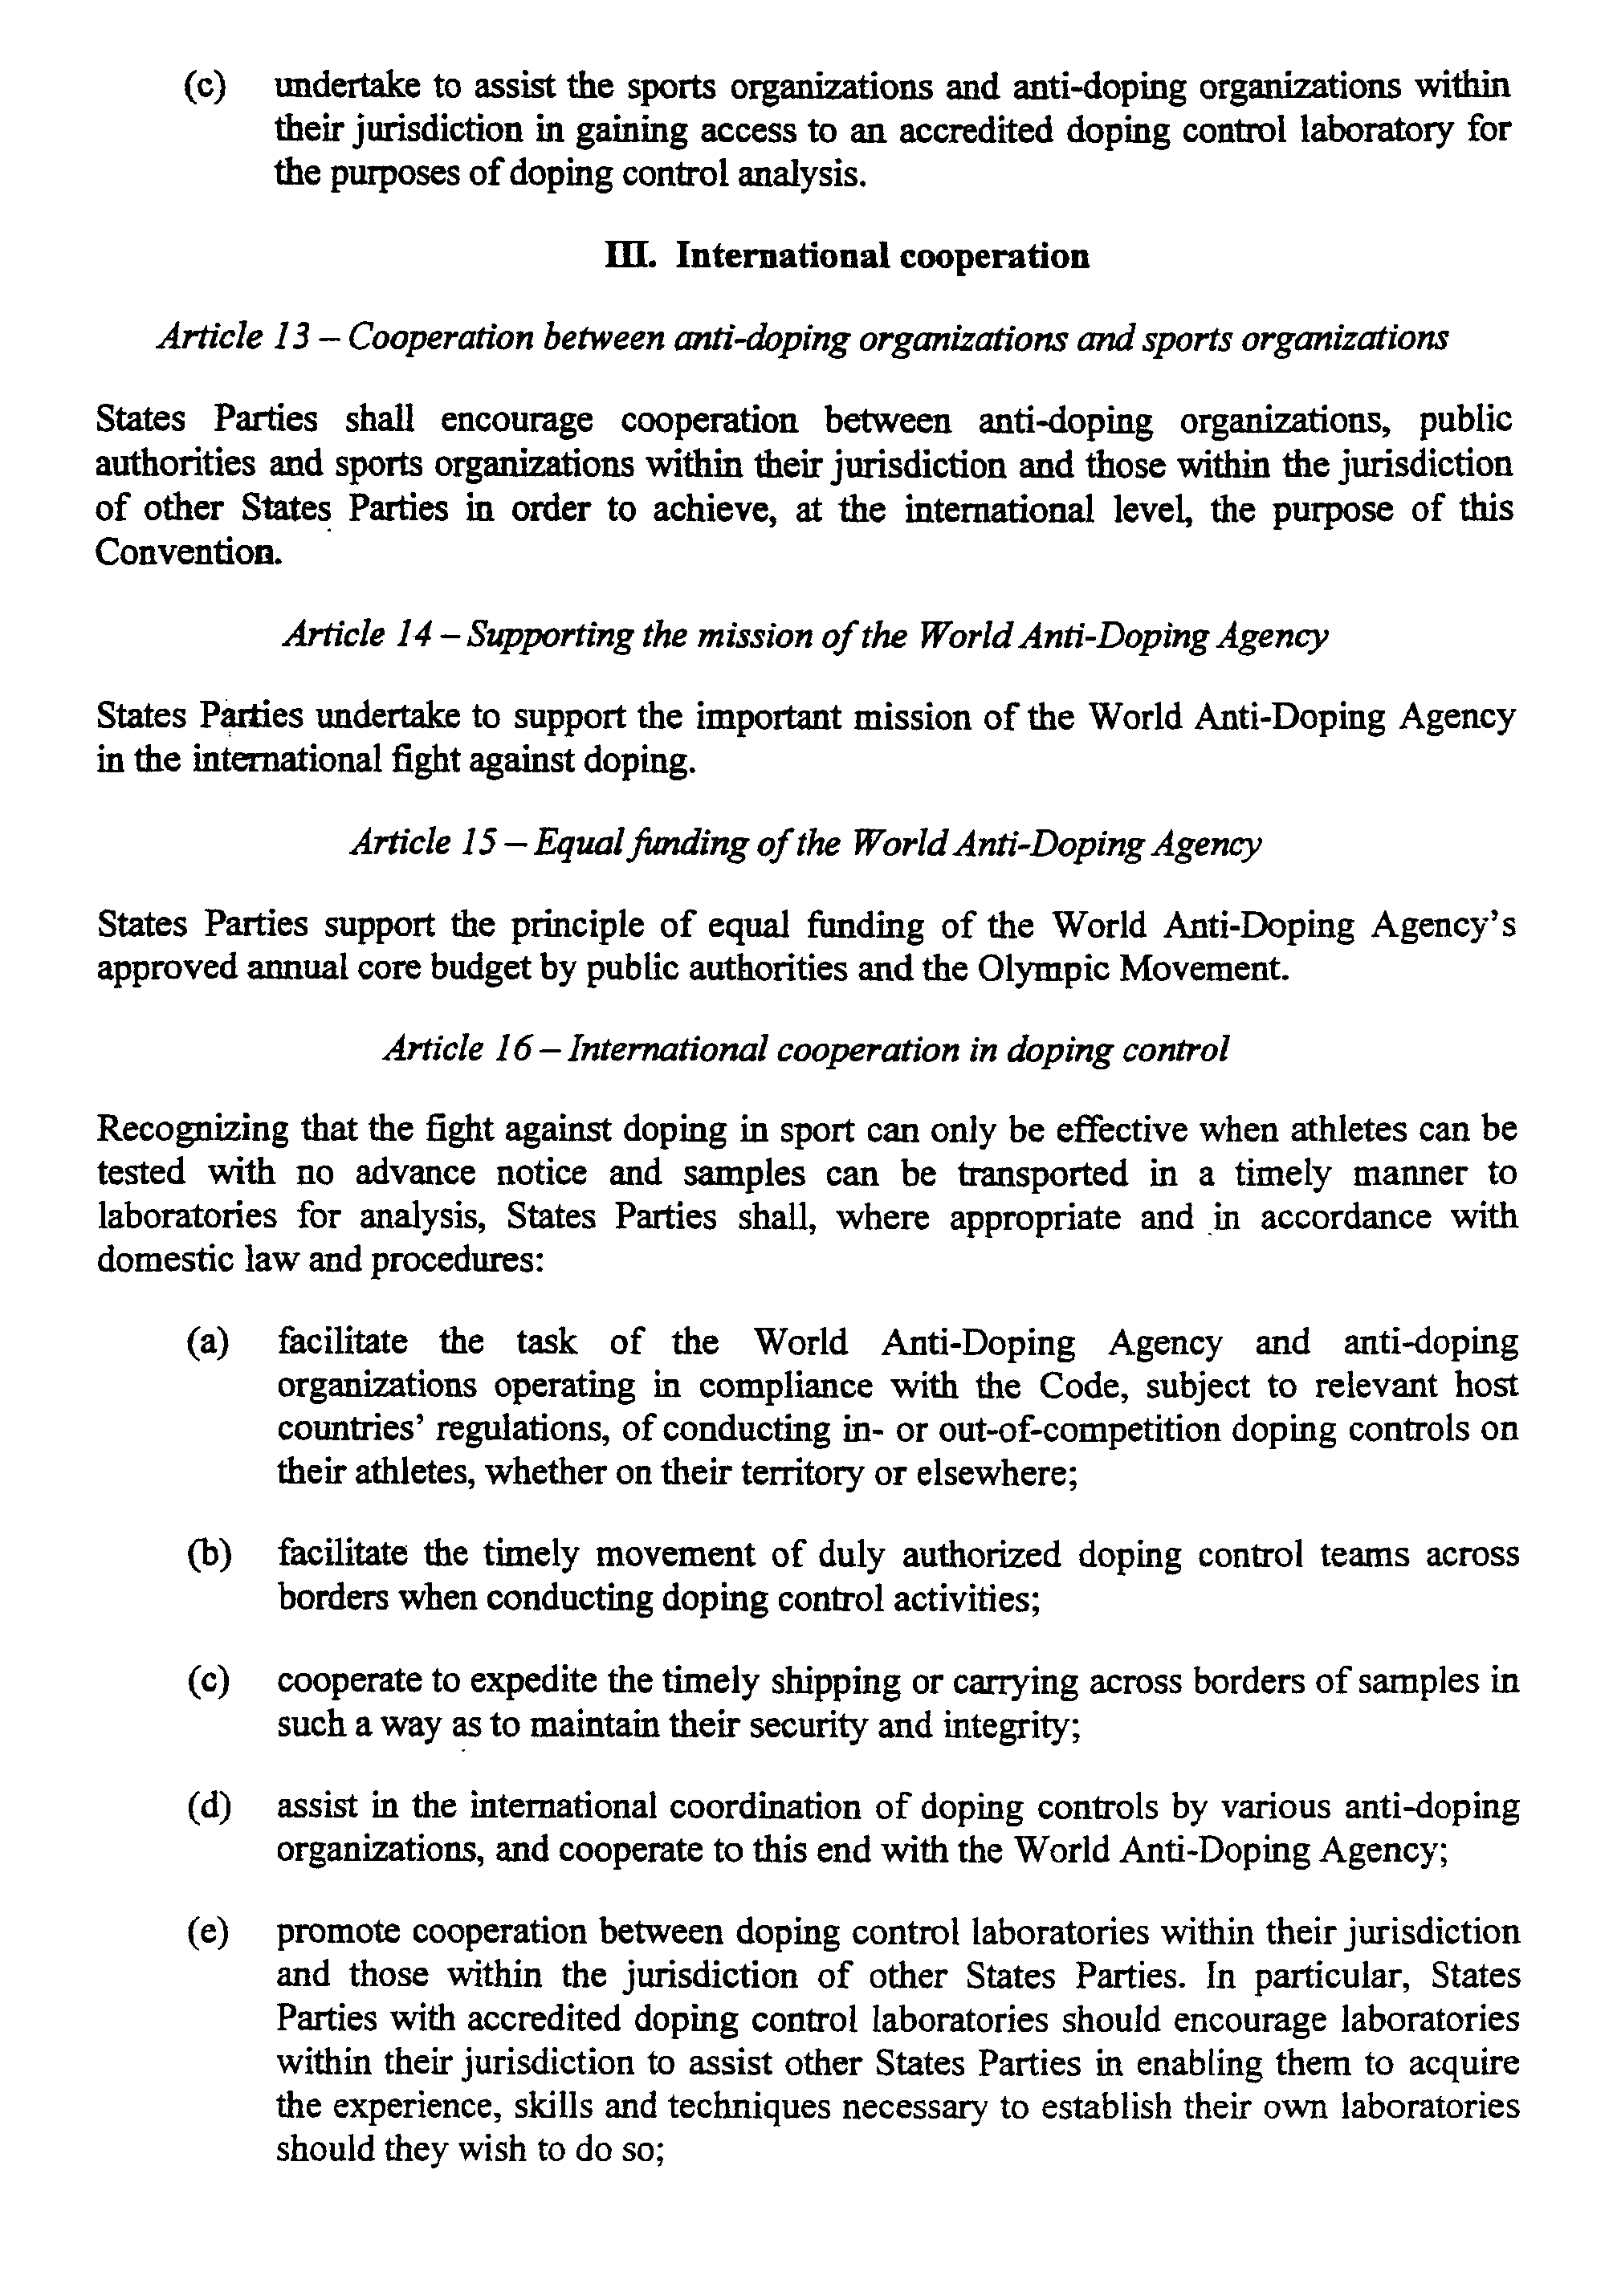 (c) undertake to assist the sports organizations and anti-doping organizations within
their jurisdiction in gaining access to an accredited doping control laboratory for
the purposes of doping control analysis.
III. International cooperation
Article 13 – Cooperation between anti-doping organizations and sports organizations
States Parties shall encourage cooperation between anti-doping organizations, public
authorities and sports organizations within their jurisdiction and those within the jurisdiction
of other States Parties in order to achieve, at the international level, the purpose of this
Convention.
Article 14 – Supporting the mission of the World Anti-Doping Agency
States Parties undertake to support the important mission of the World Anti-Doping Agency
in the international fight against doping.
Article 15 – Equal funding of the World Anti-Doping Agency
States Parties support the principle of equal funding of the World Anti-Doping Agency’s
approved annual core budget by public authorities and the Olympic Movement.
Article 16 – International cooperation in doping control
Recognizing that the fight against doping in sport can only be effective when athletes can be
tested with no advance notice and samples can be transported in a timely manner to
laboratories for analysis, States Parties shall, where appropriate and in accordance with
domestic law and procedures:
(a) facilitate the task of the World Anti-Doping Agency and anti-doping
organizations operating in compliance with the Code, subject to relevant host
countries’ regulations, of conducting in- or out-of-competition doping controls on
their athletes, whether on their territory or elsewhere;
(b) facilitate the timely movement of duly authorized doping control teams across
borders when conducting doping control activities;
(c) cooperate to expedite the timely shipping or carrying across borders of samples in
such a way as to maintain their security and integrity;
(d) assist in the international coordination of doping controls by various anti-doping
organizations, and cooperate to this end with the World Anti-Doping Agency;
(e) promote cooperation between doping control laboratories within their jurisdiction
and those within the jurisdiction of other States Parties. In particular, States
Parties with accredited doping control laboratories should encourage laboratories
within their jurisdiction to assist other States Parties in enabling them to acquire
the experience, skills and techniques necessary to establish their own laboratories
should they wish to do so;